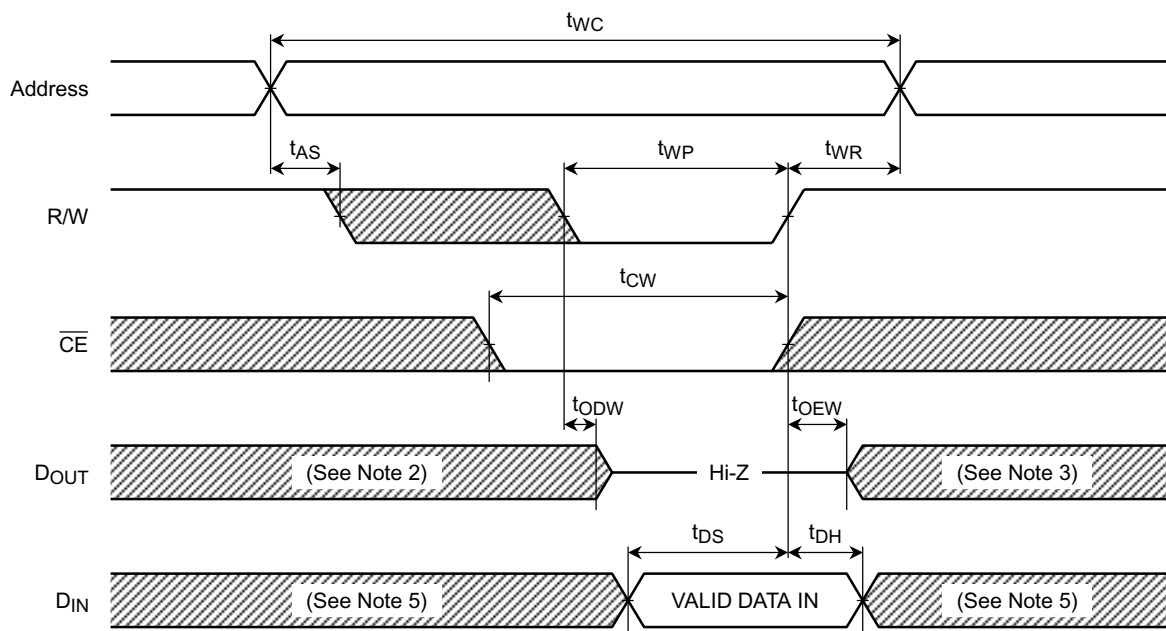 tWC
Address
tAS
tWP
tWR
R/W
tCW
CE
tODW
tOEW
DOUT
(See Note 2)
Hi-Z
(See Note 3)
tDS
tDH
DIN
(See Note 5)
VALID DATA IN
(See Note 5)